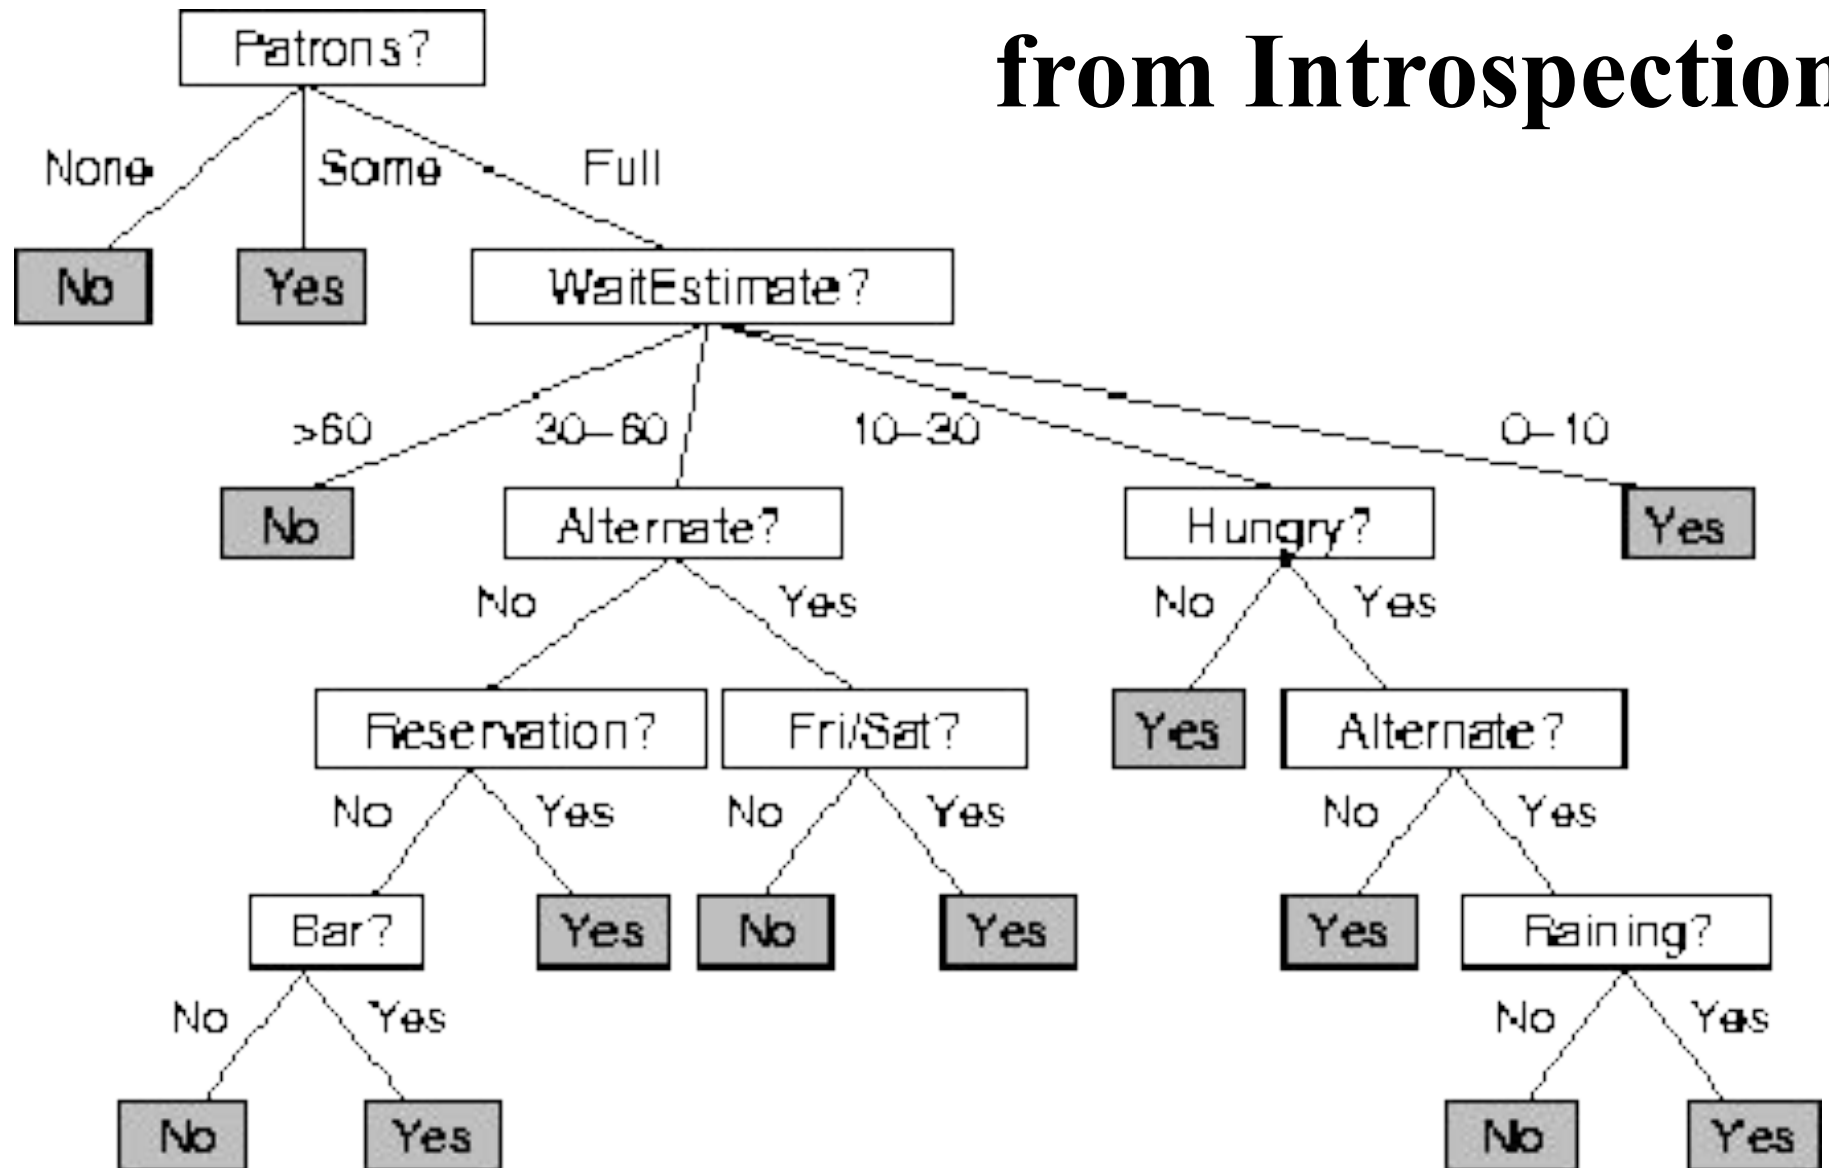 from Introspection
Patrons?
None Some Full
No Yes WaitEstimate?
>60 30–60 10–30 0–10
No Alternate? Hungry? Yes
No Yes No Yes
Reservation? Fri/Sat? Yes Alternate?
No Yes No Yes No Yes
Bar? Yes No Yes Yes Raining?
No Yes No Yes
No Yes No Yes